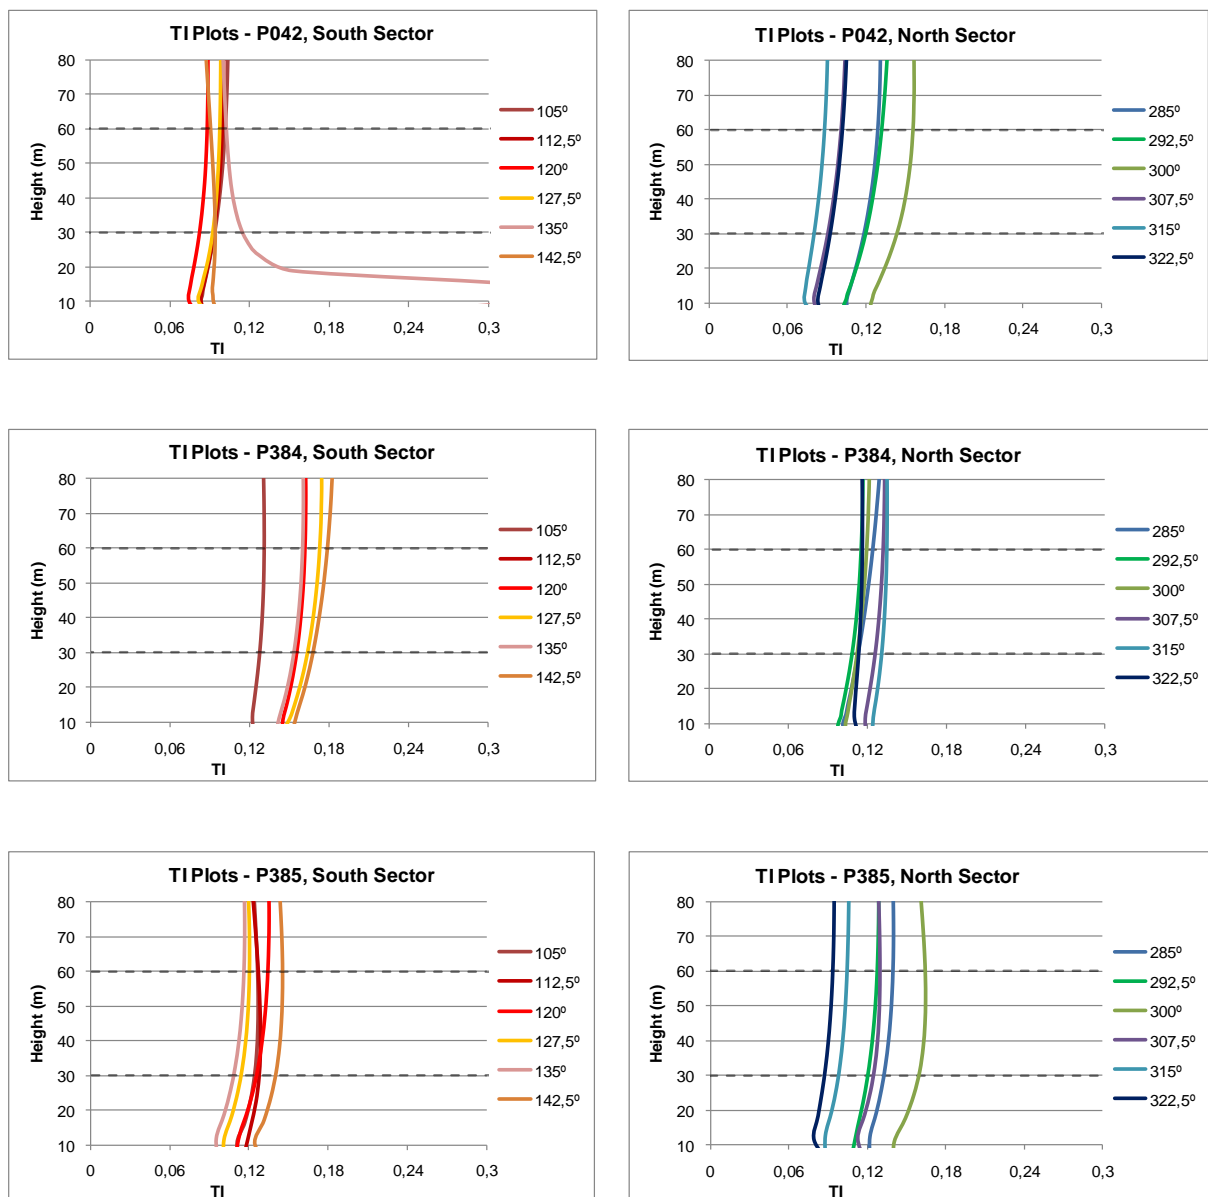 TI Plots - P042, South Sector
Height (m)
80
70
60
50
40
30
20
10
0
0,06
0,12
0,18
0,24
0,3
TI
105º
112,5º
120º
127,5º
135º
142,5º
TI Plots - P042, North Sector
Height (m)
80
70
60
50
40
30
20
10
0
0,06
0,12
0,18
0,24
0,3
TI
285º
292,5º
300º
307,5º
315º
322,5º
TI Plots - P384, South Sector
Height (m)
80
70
60
50
40
30
20
10
0
0,06
0,12
0,18
0,24
0,3
TI
105º
112,5º
120º
127,5º
135º
142,5º
TI Plots - P384, North Sector
Height (m)
80
70
60
50
40
30
20
10
0
0,06
0,12
0,18
0,24
0,3
TI
285º
292,5º
300º
307,5º
315º
322,5º
TI Plots - P385, South Sector
Height (m)
80
70
60
50
40
30
20
10
0
0,06
0,12
0,18
0,24
0,3
TI
105º
112,5º
120º
127,5º
135º
142,5º
TI Plots - P385, North Sector
Height (m)
80
70
60
50
40
30
20
10
0
0,06
0,12
0,18
0,24
0,3
TI
285º
292,5º
300º
307,5º
315º
322,5º